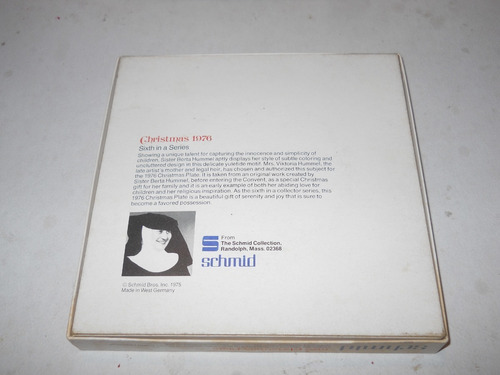 Christmas 1976
Sixth in a Series
Showing a unique talent for capturing the innocence and simplicity of
children, Sister Berta Hummel aptly displays her style of subtle coloring and
uncluttered design in this delicate yuletide motif. Mrs. Viktoria Hummel, the
late artist's mother and legal heir, has chosen and authorized this subject for
the 1976 Christmas Plate. It is taken from an original work created by
Sister Berta Hummel, before entering the Convent, as a special Christmas
gift for her family and it is an early example of both her abiding love for
children and her religious inspiration. As the sixth in a collector series, this
1976 Christmas Plate is a beautiful gift of serenity and joy that is sure to
become a favored possession.
From
The Schmid Collection,
Randolph, Mass. 02368
schmid
© Schmid Bros. Inc. 1975
Made in West Germany